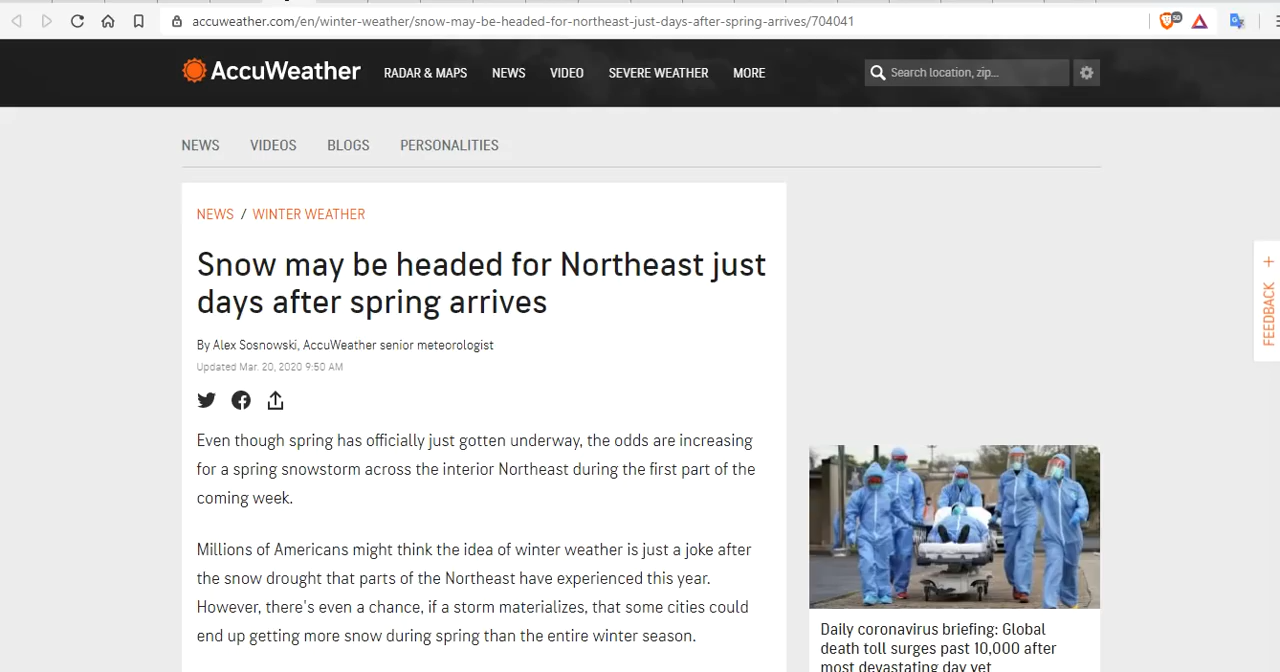 accuweather.com/en/winter-weather/snow-may-be-headed-for-northeast-just-days-after-spring-arrives/704041
50
AccuWeather
RADAR & MAPS NEWS VIDEO SEVERE WEATHER MORE
Search location, zip...
NEWS VIDEOS BLOGS PERSONALITIES
NEWS / WINTER WEATHER
Snow may be headed for Northeast just
days after spring arrives
By Alex Sosnowski, AccuWeather senior meteorologist
Updated Mar. 20, 2020 9:50 AM
Even though spring has officially just gotten underway, the odds are increasing
for a spring snowstorm across the interior Northeast during the first part of the
coming week.
Millions of Americans might think the idea of winter weather is just a joke after
the snow drought that parts of the Northeast have experienced this year.
However, there's even a chance, if a storm materializes, that some cities could
end up getting more snow during spring than the entire winter season.
Daily coronavirus briefing: Global
death toll surges past 10,000 after
most devastating day yet
FEEDBACK +